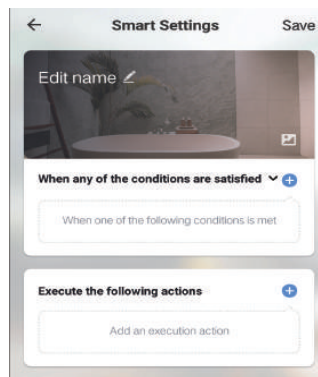 Smart Settings Save
Edit name
When any of the conditions are satisfied
When one of the following conditions is met
Execute the following actions
Add an execution action